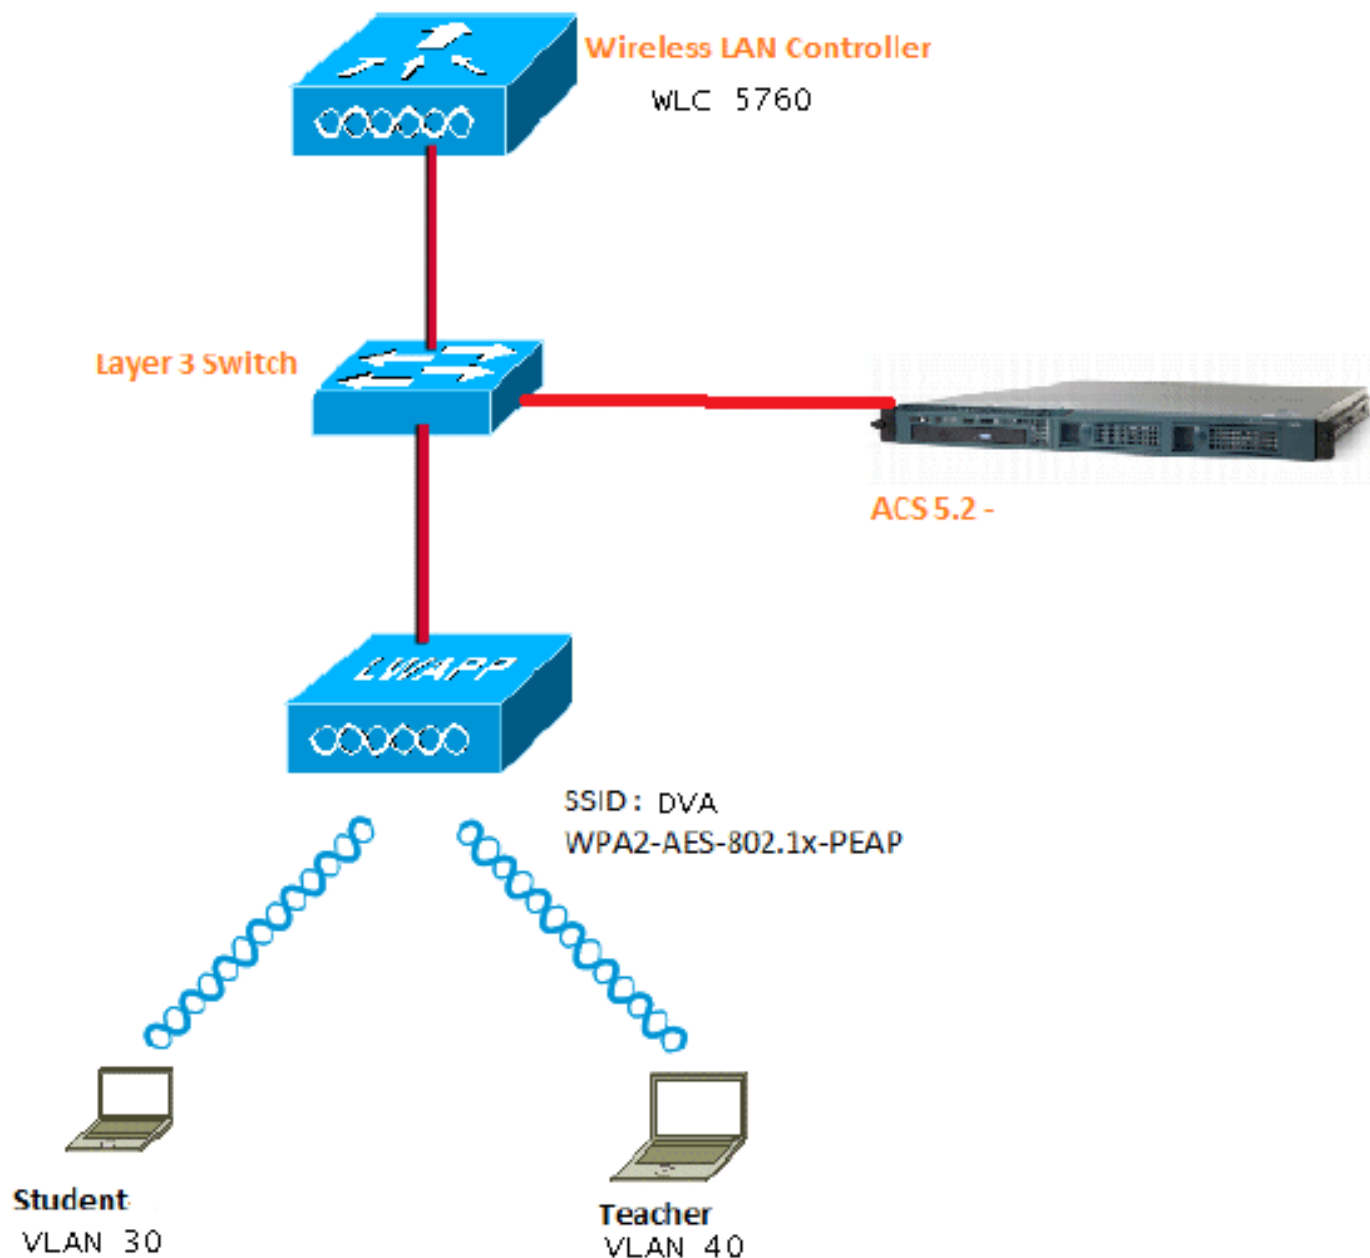 Wireless LAN Controller
WLC 5760
Layer 3 Switch
ACS 5.2 -
LWAPP
SSID : DVA
WPA2-AES-802.1x-PEAP
Student
VLAN 30
Teacher
VLAN 40